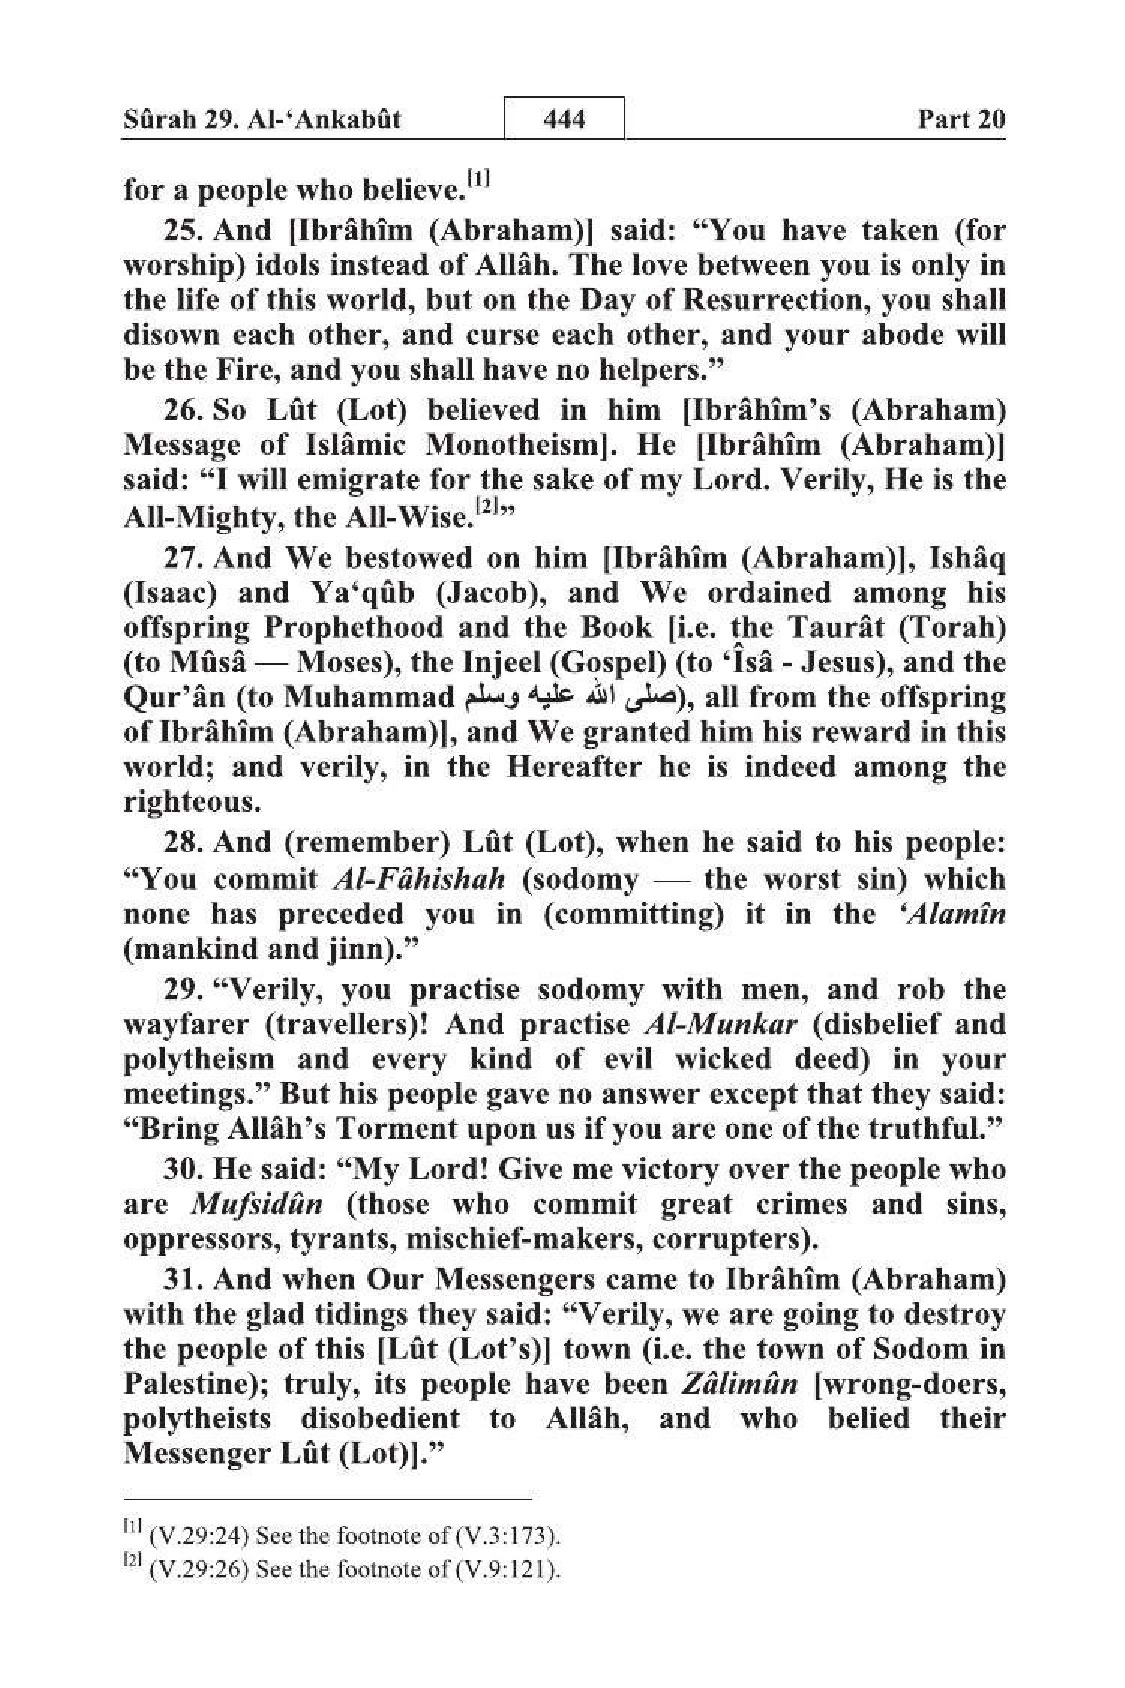 Sûrah 29. Al-‘Ankabût 444 Part 20
for a people who believe.[1]
25. And [Ibrâhîm (Abraham)] said: “You have taken (for
worship) idols instead of Allâh. The love between you is only in
the life of this world, but on the Day of Resurrection, you shall
disown each other, and curse each other, and your abode will
be the Fire, and you shall have no helpers.”
26. So Lût (Lot) believed in him [Ibrâhîm’s (Abraham)
Message of Islâmic Monotheism]. He [Ibrâhîm (Abraham)]
said: “I will emigrate for the sake of my Lord. Verily, He is the
All-Mighty, the All-Wise.[2]”
27. And We bestowed on him [Ibrâhîm (Abraham)], Ishâq
(Isaac) and Ya‘qûb (Jacob), and We ordained among his
offspring Prophethood and the Book [i.e. the Taurât (Torah)
(to Mûsâ — Moses), the Injeel (Gospel) (to ‘Îsâ - Jesus), and the
Qur’ân (to Muhammad صلى الله عليه وسلم), all from the offspring
of Ibrâhîm (Abraham)], and We granted him his reward in this
world; and verily, in the Hereafter he is indeed among the
righteous.
28. And (remember) Lût (Lot), when he said to his people:
“You commit Al-Fâhishah (sodomy — the worst sin) which
none has preceded you in (committing) it in the ‘Alamîn
(mankind and jinn).”
29. “Verily, you practise sodomy with men, and rob the
wayfarer (travellers)! And practise Al-Munkar (disbelief and
polytheism and every kind of evil wicked deed) in your
meetings.” But his people gave no answer except that they said:
“Bring Allâh’s Torment upon us if you are one of the truthful.”
30. He said: “My Lord! Give me victory over the people who
are Mufsidûn (those who commit great crimes and sins,
oppressors, tyrants, mischief-makers, corrupters).
31. And when Our Messengers came to Ibrâhîm (Abraham)
with the glad tidings they said: “Verily, we are going to destroy
the people of this [Lût (Lot’s)] town (i.e. the town of Sodom in
Palestine); truly, its people have been Zâlimûn [wrong-doers,
polytheists disobedient to Allâh, and who belied their
Messenger Lût (Lot)].”
[1] (V.29:24) See the footnote of (V.3:173).
[2] (V.29:26) See the footnote of (V.9:121).